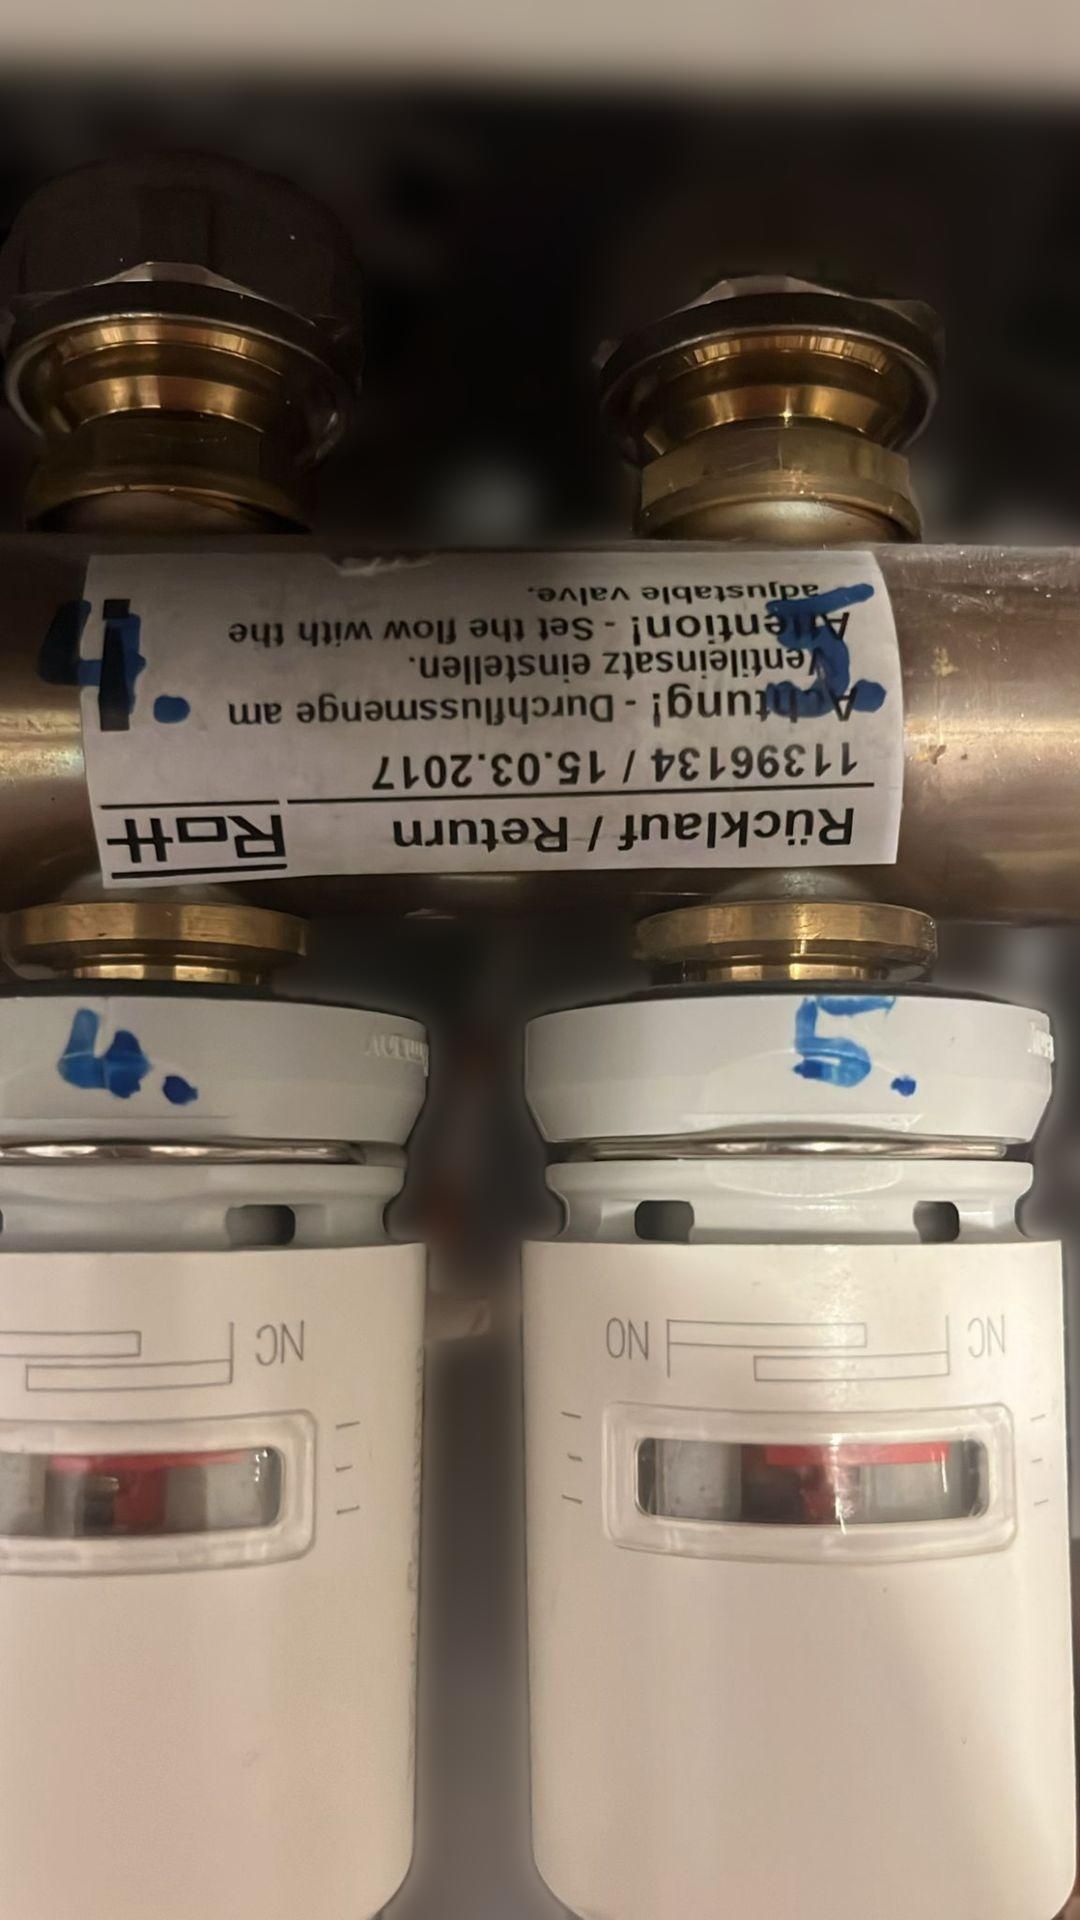 Rücklauf / Return
Roth
11396134 / 15.03.2017
Achtung! - Durchflussmenge am
Ventileinsatz einstellen.
Attention! - Set the flow with the
adjustable valve.
!
4.
5.
4.
5.
NC
NO
NC